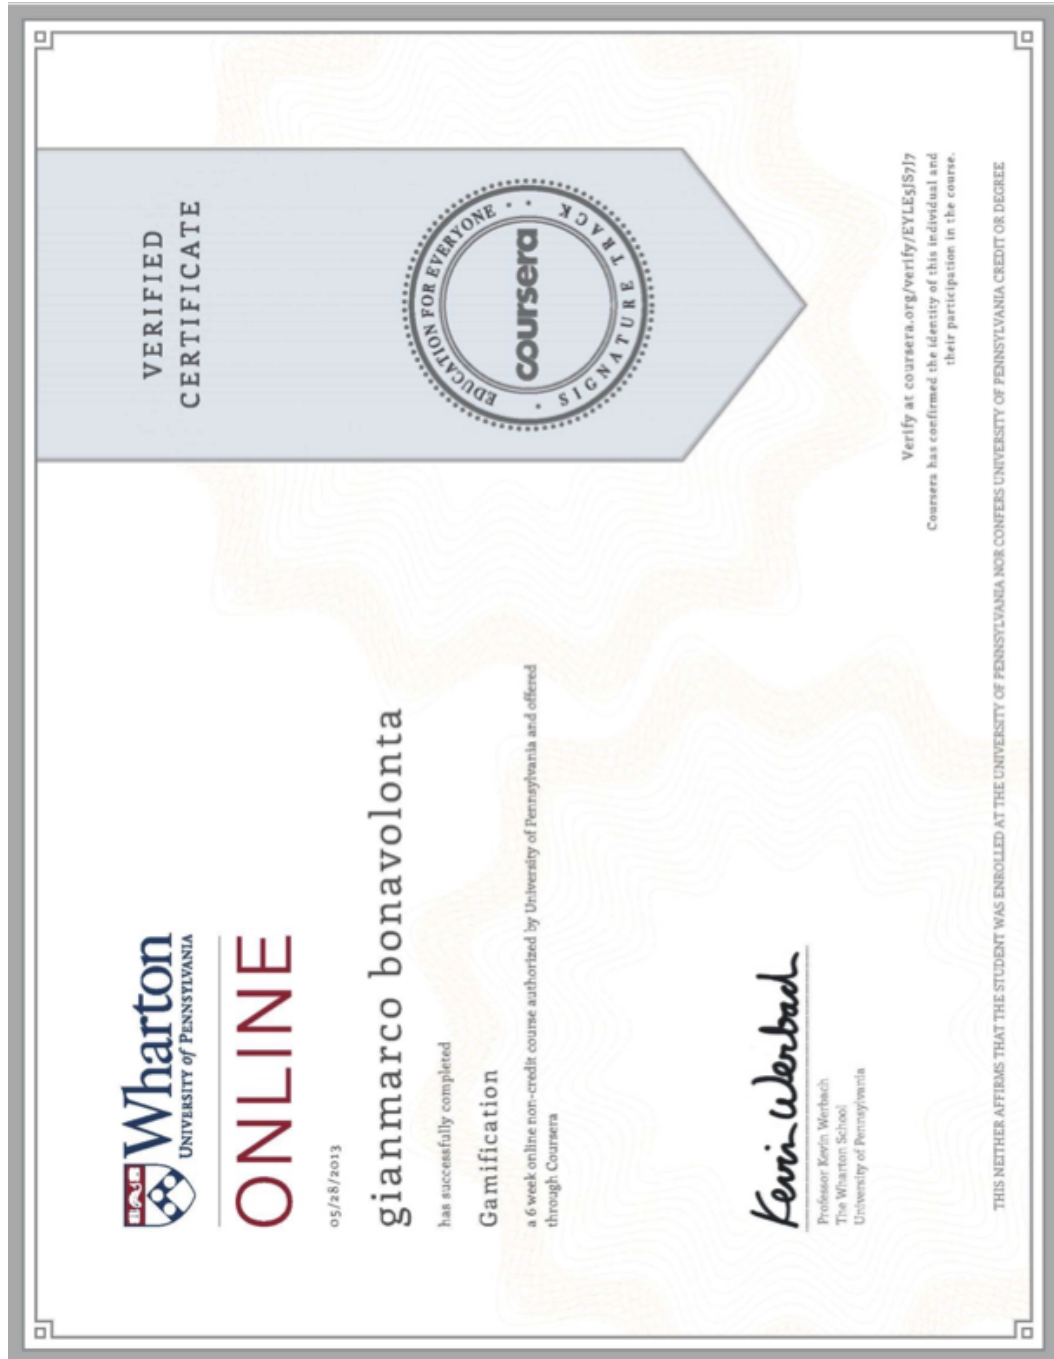 Wharton
UNIVERSITY of PENNSYLVANIA
ONLINE
05/28/2013
gianmarco bonavolonta
has successfully completed
Gamification
a 6 week online non-credit course authorized by University of Pennsylvania and offered
through Coursera
Kevin Werbach
Professor Kevin Werbach
The Wharton School
University of Pennsylvania
VERIFIED
CERTIFICATE
EDUCATION FOR EVERYONE
coursera
SIGNATURE TRACK
Verify at coursera.org/verify/EYLE5JS7J7
Coursera has confirmed the identity of this individual and
their participation in the course.
THIS NEITHER AFFIRMS THAT THE STUDENT WAS ENROLLED AT THE UNIVERSITY OF PENNSYLVANIA NOR CONFERS UNIVERSITY OF PENNSYLVANIA CREDIT OR DEGREE